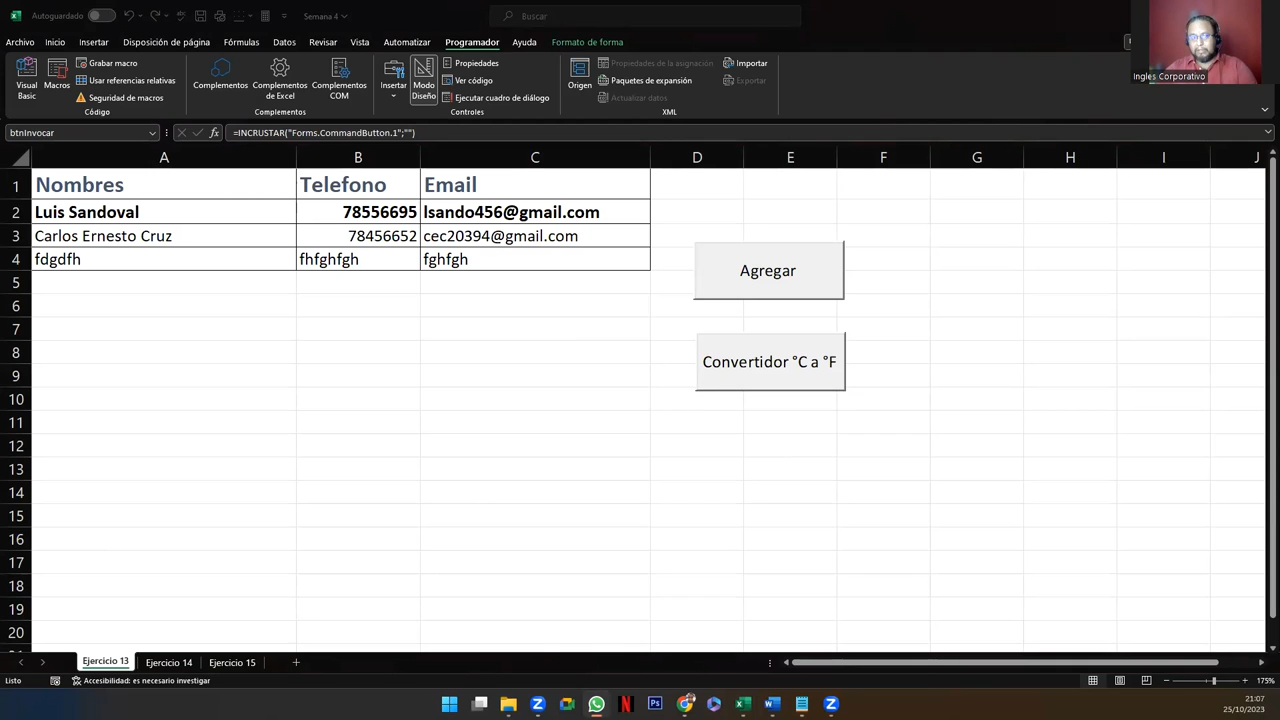 Autoguardado
Semana 4
Buscar
Ingles Corporativo
Archivo Inicio Insertar Disposición de página Fórmulas Datos Revisar Vista Automatizar Programador Ayuda Formato de forma
Visual Basic
Macros
Grabar macro
Usar referencias relativas
Seguridad de macros
Código
Complementos
Complementos de Excel
Complementos COM
Complementos
Insertar
Modo Diseño
Propiedades
Ver código
Ejecutar cuadro de diálogo
Controles
Origen
Propiedades de la asignación
Paquetes de expansión
Actualizar datos
Importar
Exportar
XML
btnInvocar
fx
=INCRUSTAR("Forms.CommandButton.1";"")
A B C D E F G H I J
1 Nombres Telefono Email
2 Luis Sandoval 78556695 lsando456@gmail.com
3 Carlos Ernesto Cruz 78456652 cec20394@gmail.com
4 fdgdfh fhfghfgh fghfgh
Agregar
5
6
7
8
Convertidor °C a °F
9
10
11
12
13
14
15
16
17
18
19
20
Ejercicio 13 Ejercicio 14 Ejercicio 15
Listo
Accesibilidad: es necesario investigar
175%
21:07
25/10/2023